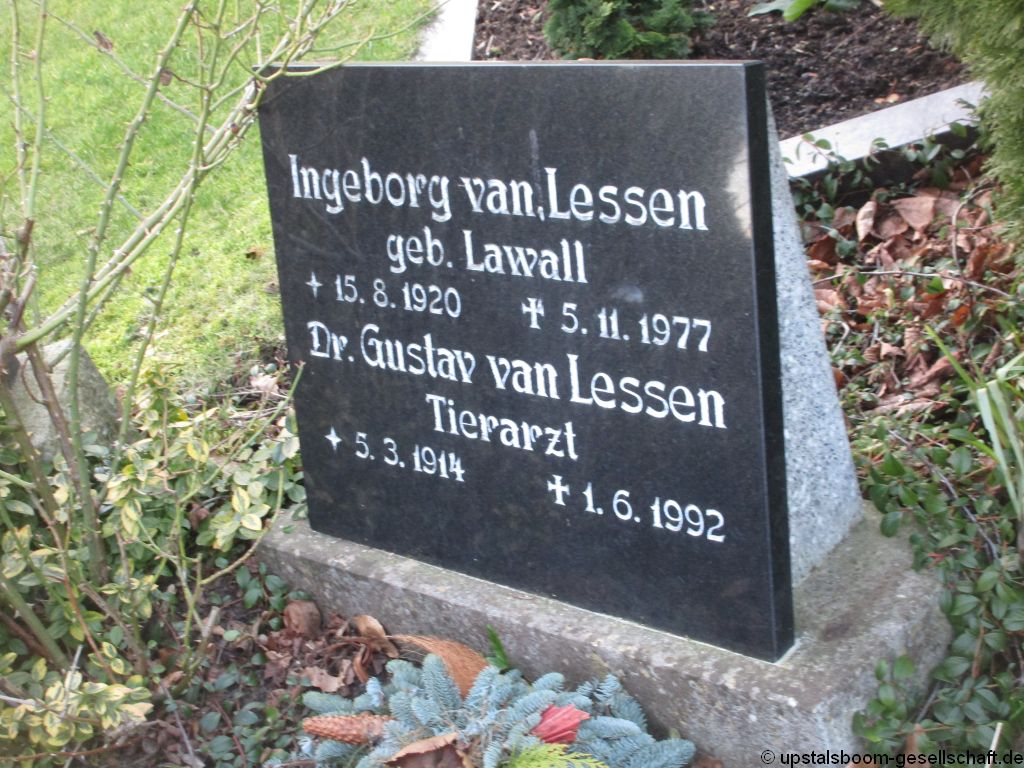 Ingeborg van Lessen
geb. Lawall
15. 8. 1920 ✝ 5. 11. 1977
Dr. Gustav van Lessen
Tierarzt
5. 3. 1914 ✝ 1. 6. 1992
© upstalsboom-gesellschaft.de